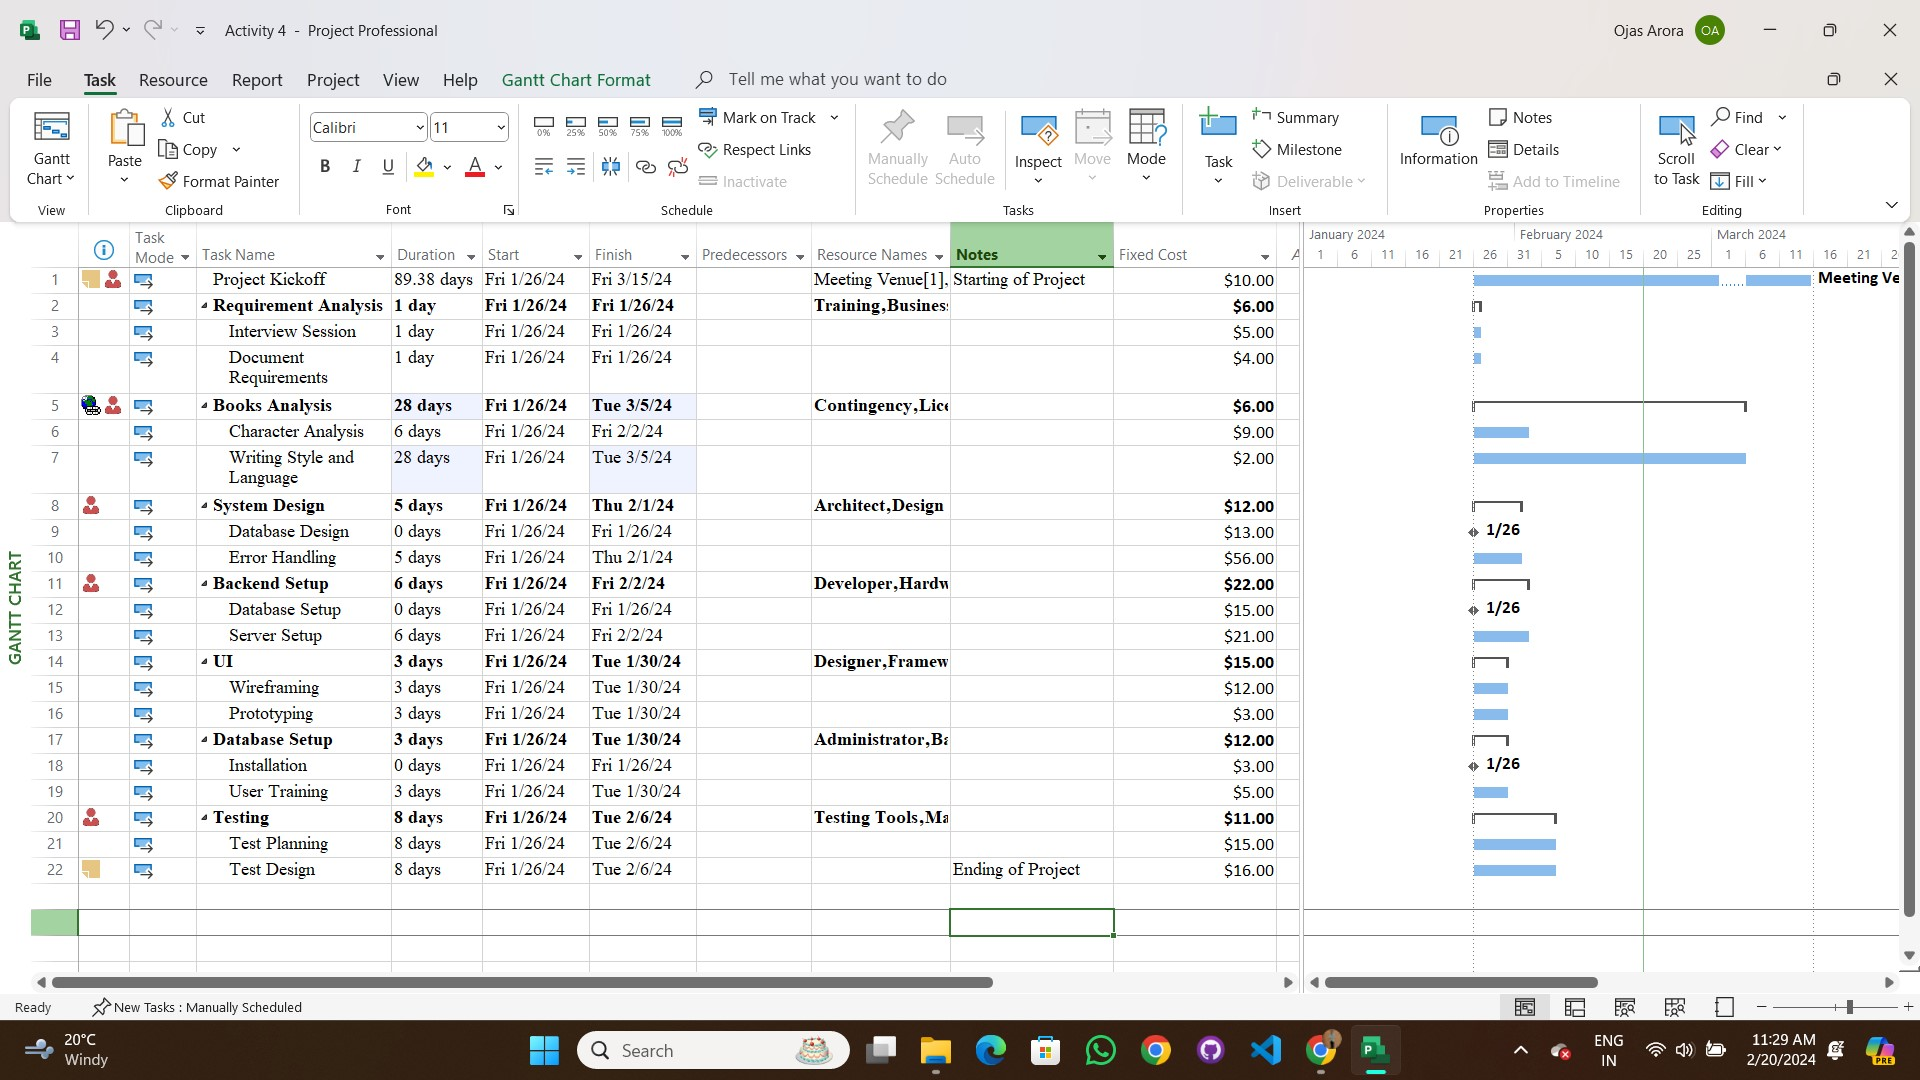 Activity 4 - Project Professional
Ojas Arora
OA
File Task Resource Report Project View Help Gantt Chart Format Tell me what you want to do
Gantt Chart
View
Paste
Cut
Copy
Format Painter
Clipboard
Calibri
11
B I U A
Font
0% 25% 50% 75% 100%
Mark on Track
Respect Links
Inactivate
Schedule
Manually Schedule
Auto Schedule
Inspect
Move
Mode
Tasks
Task
Summary
Milestone
Deliverable
Insert
Information
Notes
Details
Add to Timeline
Properties
Scroll to Task
Find
Clear
Fill
Editing
GANTT CHART
Task Mode Task Name Duration Start Finish Predecessors Resource Names Notes Fixed Cost
January 2024 February 2024 March 2024
1 6 11 16 21 26 31 5 10 15 20 25 1 6 11 16 21
1 Project Kickoff 89.38 days Fri 1/26/24 Fri 3/15/24 Meeting Venue[1], Starting of Project $10.00 Meeting Ve
2 Requirement Analysis 1 day Fri 1/26/24 Fri 1/26/24 Training,Busines $6.00
3 Interview Session 1 day Fri 1/26/24 Fri 1/26/24 $5.00
4 Document Requirements 1 day Fri 1/26/24 Fri 1/26/24 $4.00
5 Books Analysis 28 days Fri 1/26/24 Tue 3/5/24 Contingency,Lice $6.00
6 Character Analysis 6 days Fri 1/26/24 Fri 2/2/24 $9.00
7 Writing Style and Language 28 days Fri 1/26/24 Tue 3/5/24 $2.00
8 System Design 5 days Fri 1/26/24 Thu 2/1/24 Architect,Design $12.00
9 Database Design 0 days Fri 1/26/24 Fri 1/26/24 $13.00 1/26
10 Error Handling 5 days Fri 1/26/24 Thu 2/1/24 $56.00
11 Backend Setup 6 days Fri 1/26/24 Fri 2/2/24 Developer,Hardw $22.00
12 Database Setup 0 days Fri 1/26/24 Fri 1/26/24 $15.00 1/26
13 Server Setup 6 days Fri 1/26/24 Fri 2/2/24 $21.00
14 UI 3 days Fri 1/26/24 Tue 1/30/24 Designer,Framew $15.00
15 Wireframing 3 days Fri 1/26/24 Tue 1/30/24 $12.00
16 Prototyping 3 days Fri 1/26/24 Tue 1/30/24 $3.00
17 Database Setup 3 days Fri 1/26/24 Tue 1/30/24 Administrator,Ba $12.00
18 Installation 0 days Fri 1/26/24 Fri 1/26/24 $3.00 1/26
19 User Training 3 days Fri 1/26/24 Tue 1/30/24 $5.00
20 Testing 8 days Fri 1/26/24 Tue 2/6/24 Testing Tools,Ma $11.00
21 Test Planning 8 days Fri 1/26/24 Tue 2/6/24 $15.00
22 Test Design 8 days Fri 1/26/24 Tue 2/6/24 Ending of Project $16.00
Ready New Tasks : Manually Scheduled
20°C
Windy
Search
ENG
IN
11:29 AM
2/20/2024
PRE